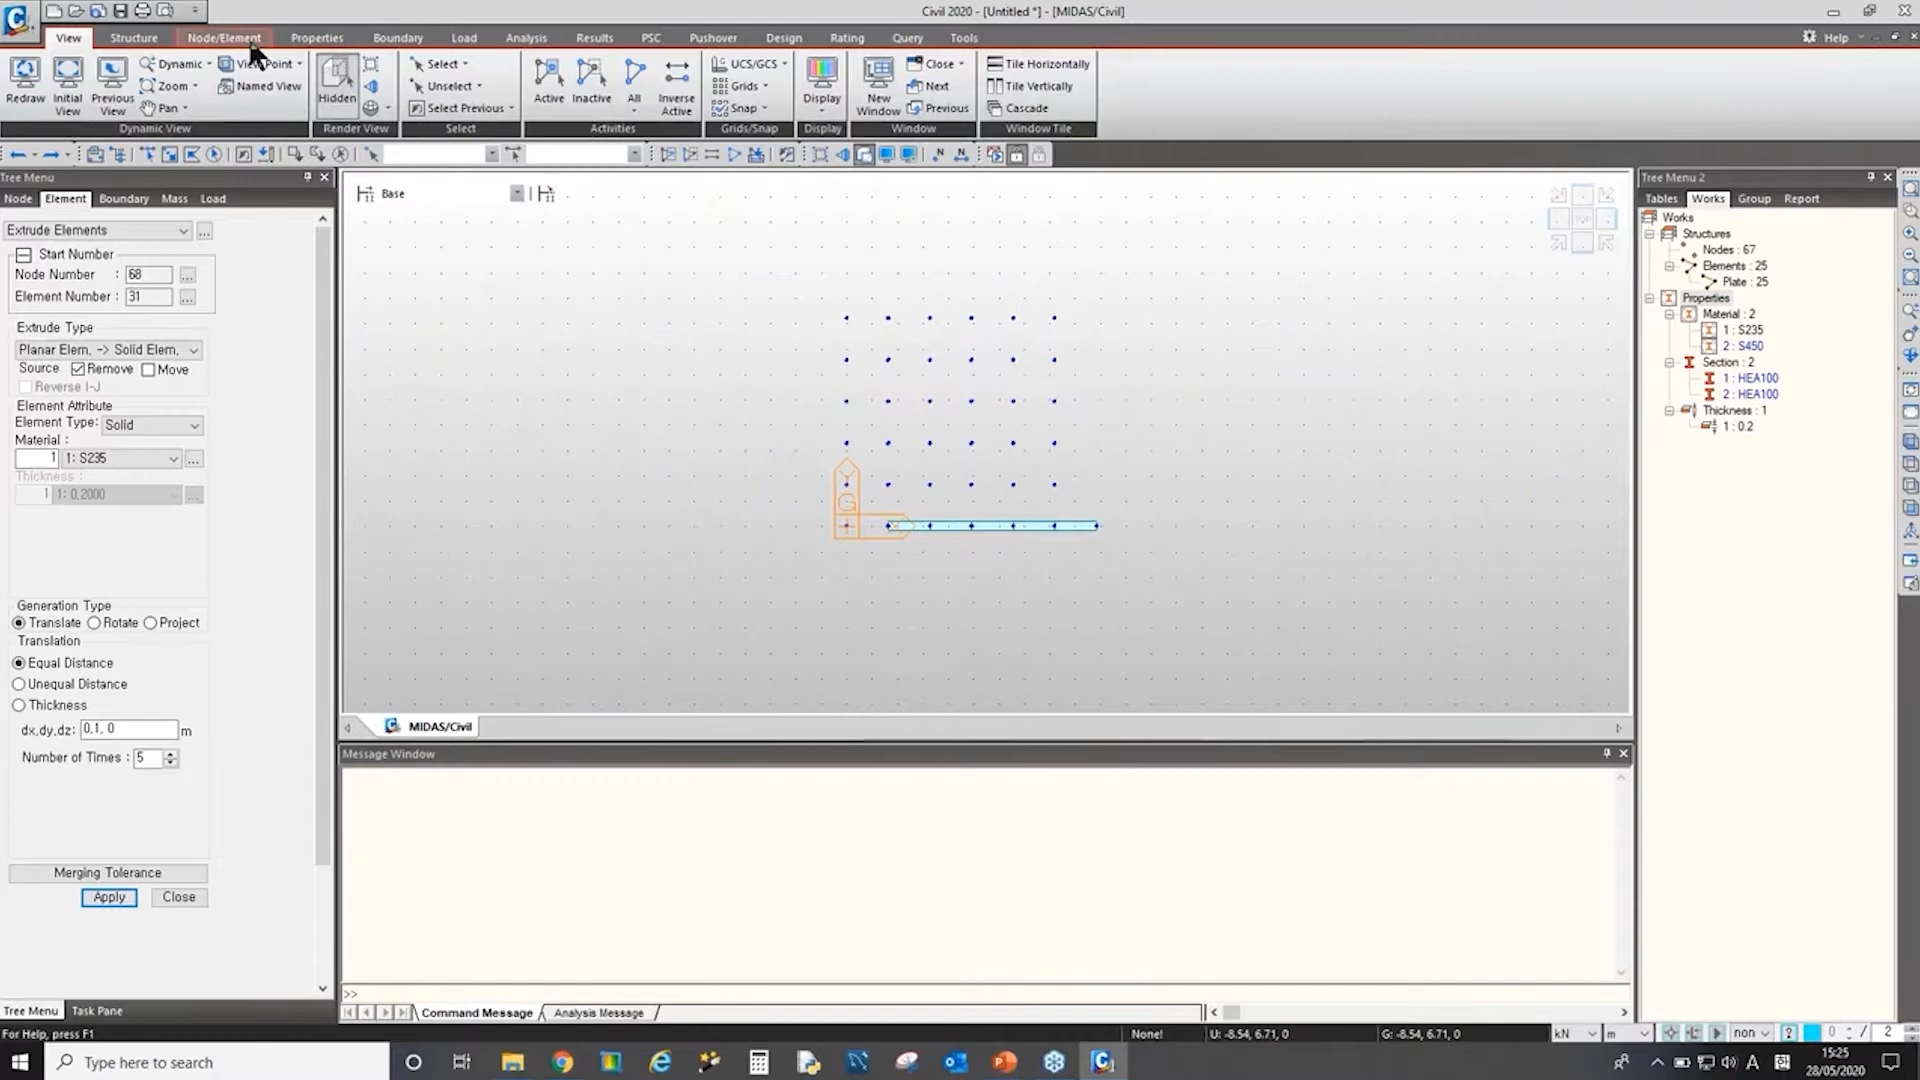 Civil 2020 - [Untitled *] - [MIDAS/Civil]
View Structure Node/Element Properties Boundary Load Analysis Results PSC Pushover Design Rating Query Tools Help
Redraw
Initial View
Previous View
Dynamic
Zoom
Pan
Named View
Hidden
Select
Unselect
Select Previous
Active
Inactive
All
Inverse Active
UCS/GCS
Grids
Snap
Display
New Window
Close
Next
Previous
Tile Horizontally
Tile Vertically
Cascade
Dynamic View Render View Select Activities Grids/Snap Display Window Window Tile
Tree Menu
Node Element Boundary Mass Load
Extrude Elements
Start Number
Node Number : 68
Element Number : 31
Extrude Type
Planar Elem. -> Solid Elem.
Source Remove Move
Reverse I-J
Element Attribute
Element Type: Solid
Material :
1 1: S235
Thickness :
1 1: 0.2000
Generation Type
Translate Rotate Project
Translation
Equal Distance
Unequal Distance
Thickness
dx,dy,dz: 0,1, 0 m
Number of Times : 5
Merging Tolerance
Apply Close
Tree Menu Task Pane
Base
G
MIDAS/Civil
Message Window
>>
Command Message Analysis Message
Tree Menu 2
Tables Works Group Report
Works
Structures
Nodes : 67
Elements : 25
Plate : 25
Properties
Material : 2
1 : S235
2 : S450
Section : 2
1 : HEA100
2 : HEA100
Thickness : 1
1 : 0.2
For Help, press F1
None! U: -8.54, 6.71, 0 G: -8.54, 6.71, 0 kN m non ? 0 / 2
Type here to search
A
15:25
28/05/2020